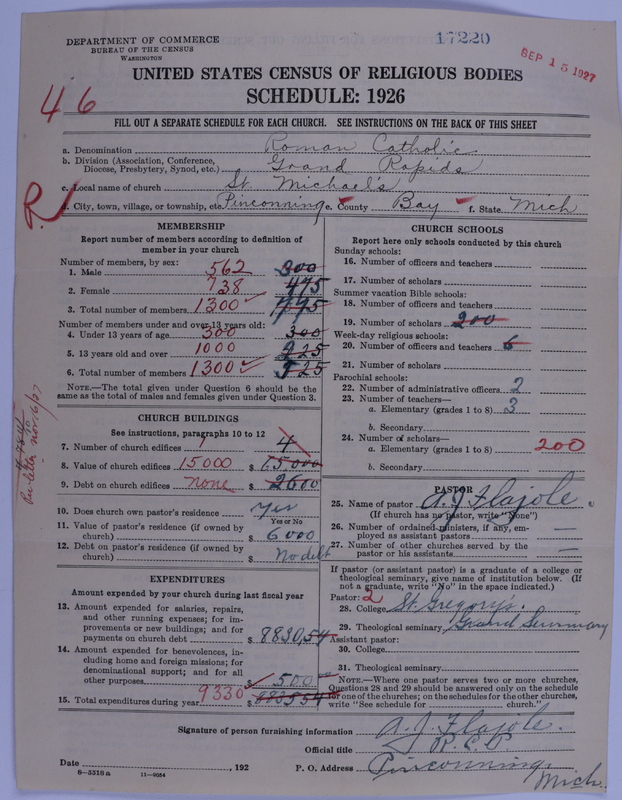 DEPARTMENT OF COMMERCE
BUREAU OF THE CENSUS
WASHINGTON
17220
SEP 15 1927
UNITED STATES CENSUS OF RELIGIOUS BODIES
SCHEDULE: 1926
46
FILL OUT A SEPARATE SCHEDULE FOR EACH CHURCH. SEE INSTRUCTIONS ON THE BACK OF THIS SHEET
a. Denomination Roman Catholic
b. Division (Association, Conference,
Diocese, Presbytery, Synod, etc.) Grand Rapids
c. Local name of church St. Michaels
R
d. City, town, village, or township, etc. Pinconning e. County Bay f. State Mich
MEMBERSHIP
Report number of members according to definition of
member in your church
Number of members, by sex:
1. Male 562 300
2. Female 738 475
3. Total number of members 1300
Number of members under and over 13 years old:
4. Under 13 years of age 300 300
5. 13 years old and over 1000
6. Total number of members 1300
NOTE.—The total given under Question 6 should be the
same as the total of males and females given under Question 3.
CHURCH BUILDINGS
See instructions, paragraphs 10 to 12
7. Number of church edifices 4
8. Value of church edifices 15000 $
9. Debt on church edifices none $ 2600
10. Does church own pastor's residence Yes
Yes or No
11. Value of pastor's residence (if owned by
church) $ 6000
12. Debt on pastor's residence (if owned by
church) $ No debt
Per letter Nov. 16/27
EXPENDITURES
Amount expended by your church during last fiscal year
13. Amount expended for salaries, repairs,
and other running expenses; for im-
provements or new buildings; and for
payments on church debt $ 8830,54
14. Amount expended for benevolences, in-
cluding home and foreign missions; for
denominational support; and for all
other purposes $ 500
15. Total expenditures during year 9330 $
CHURCH SCHOOLS
Report here only schools conducted by this church
Sunday schools:
16. Number of officers and teachers
17. Number of scholars
Summer vacation Bible schools:
18. Number of officers and teachers
19. Number of scholars 200
Week-day religious schools:
20. Number of officers and teachers 6
21. Number of scholars
Parochial schools:
22. Number of administrative officers 2
23. Number of teachers—
a. Elementary (grades 1 to 8) 3
b. Secondary
24. Number of scholars—
a. Elementary (grades 1 to 8) 200
b. Secondary
PASTOR
25. Name of pastor A. J. Flajole
(If church has no pastor, write "None")
26. Number of ordained ministers, if any, em-
ployed as assistant pastors —
27. Number of other churches served by the
pastor or his assistants —
If pastor (or assistant pastor) is a graduate of a college or
theological seminary, give name of institution below. (If
not a graduate, write "No" in the space indicated.)
Pastor: 2
28. College St. Gregory's.
29. Theological seminary Grand Seminary
Assistant pastor:
30. College
31. Theological seminary
NOTE.—Where one pastor serves two or more churches,
Questions 28 and 29 should be answered only on the schedule
for one of the churches; on the schedules for the other churches,
write "See schedule for ______ church."
Signature of person furnishing information A. J. Flajole.
Official title
Date ______, 192
P. O. Address Pinconning,
Mich.
8—5318a 11—9054